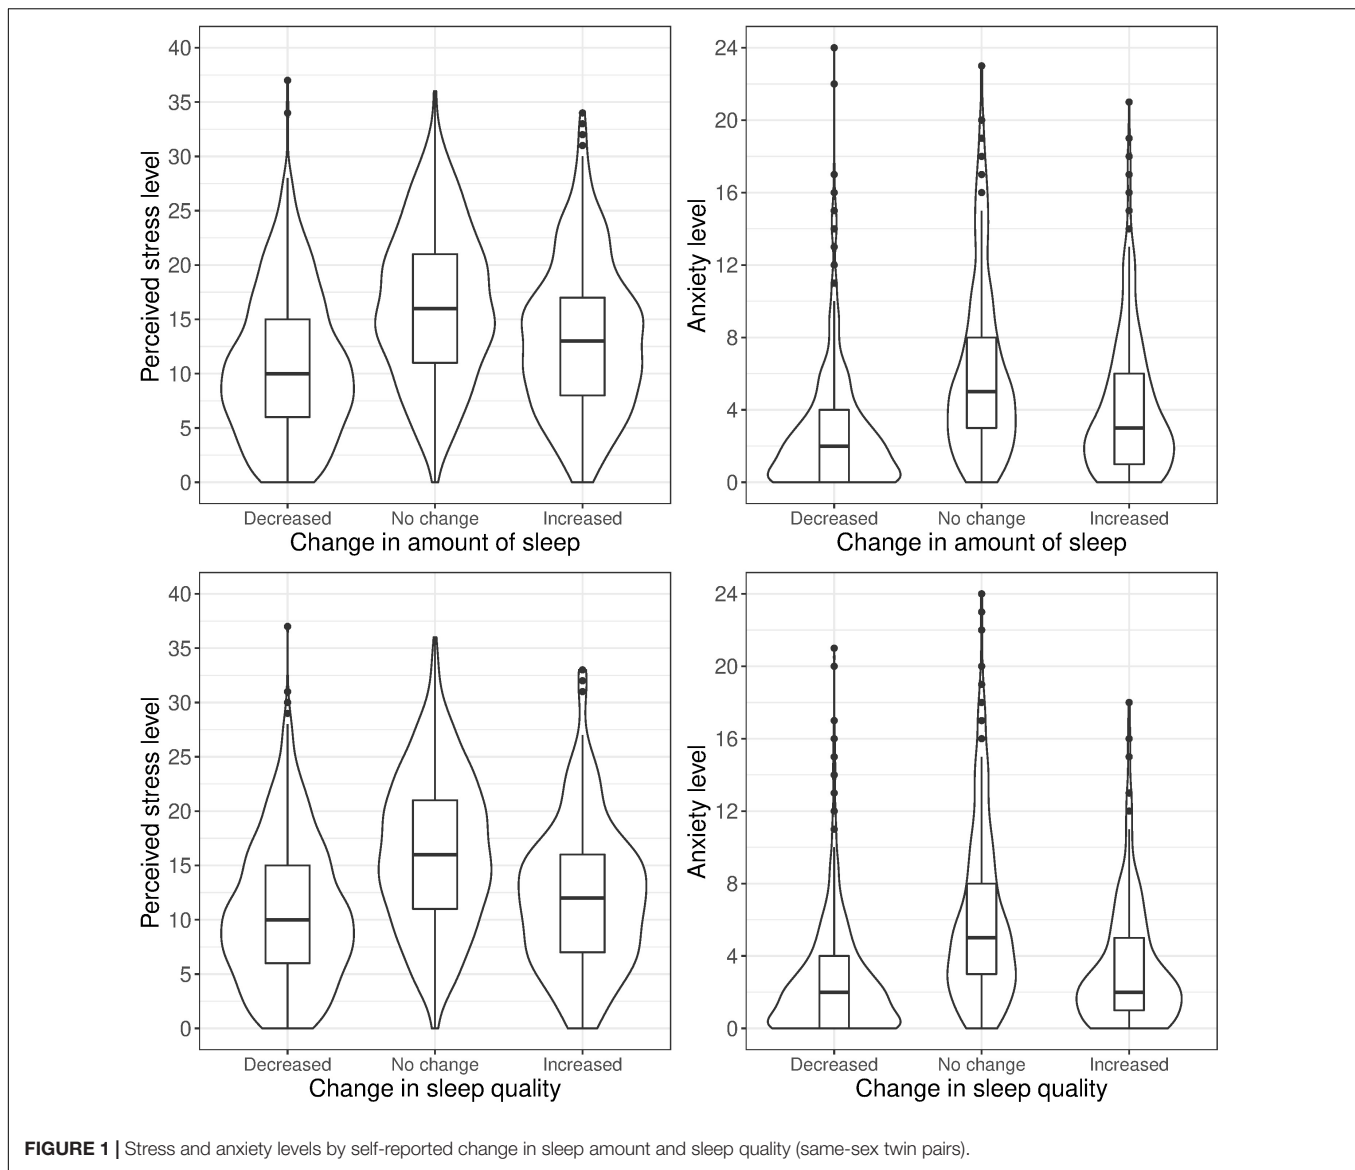 40
35
30
25
20
15
10
5
0
Perceived stress level
Decreased No change Increased
Change in amount of sleep
24
20
16
12
8
4
0
Anxiety level
Decreased No change Increased
Change in amount of sleep
40
35
30
25
20
15
10
5
0
Perceived stress level
Decreased No change Increased
Change in sleep quality
24
20
16
12
8
4
0
Anxiety level
Decreased No change Increased
Change in sleep quality
FIGURE 1 | Stress and anxiety levels by self-reported change in sleep amount and sleep quality (same-sex twin pairs).